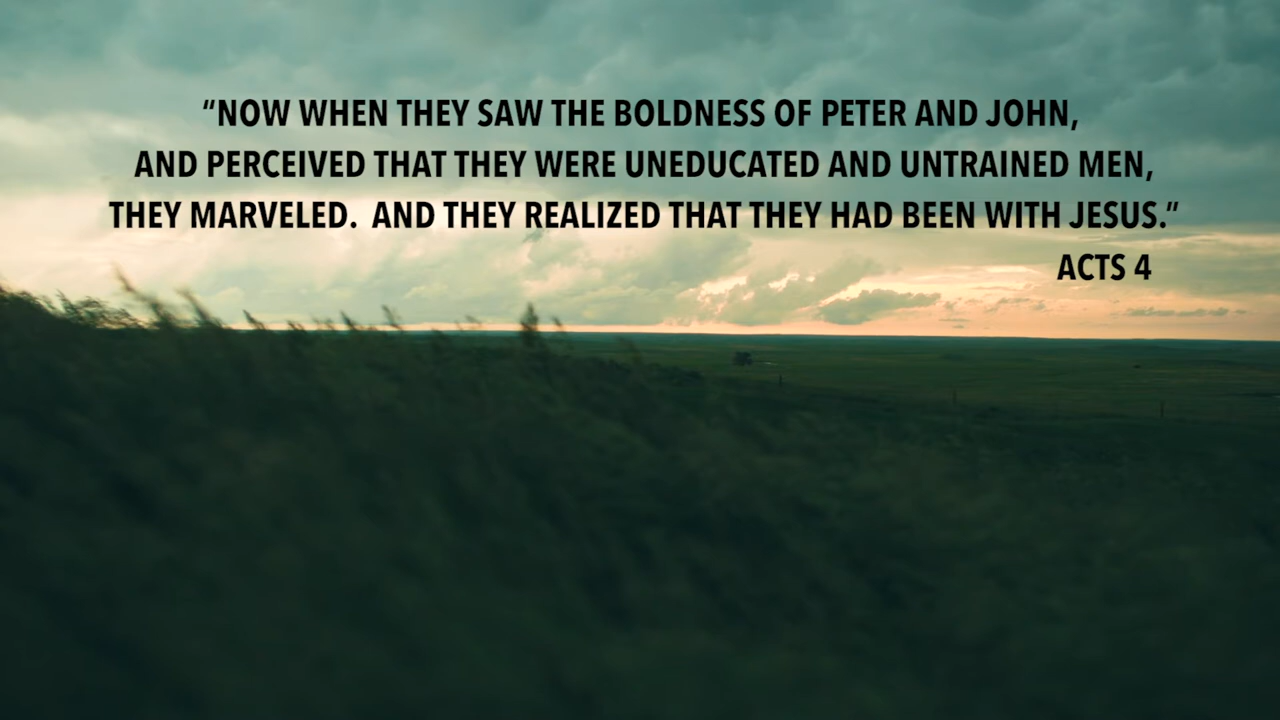 “NOW WHEN THEY SAW THE BOLDNESS OF PETER AND JOHN,
AND PERCEIVED THAT THEY WERE UNEDUCATED AND UNTRAINED MEN,
THEY MARVELED.  AND THEY REALIZED THAT THEY HAD BEEN WITH JESUS.”
ACTS 4